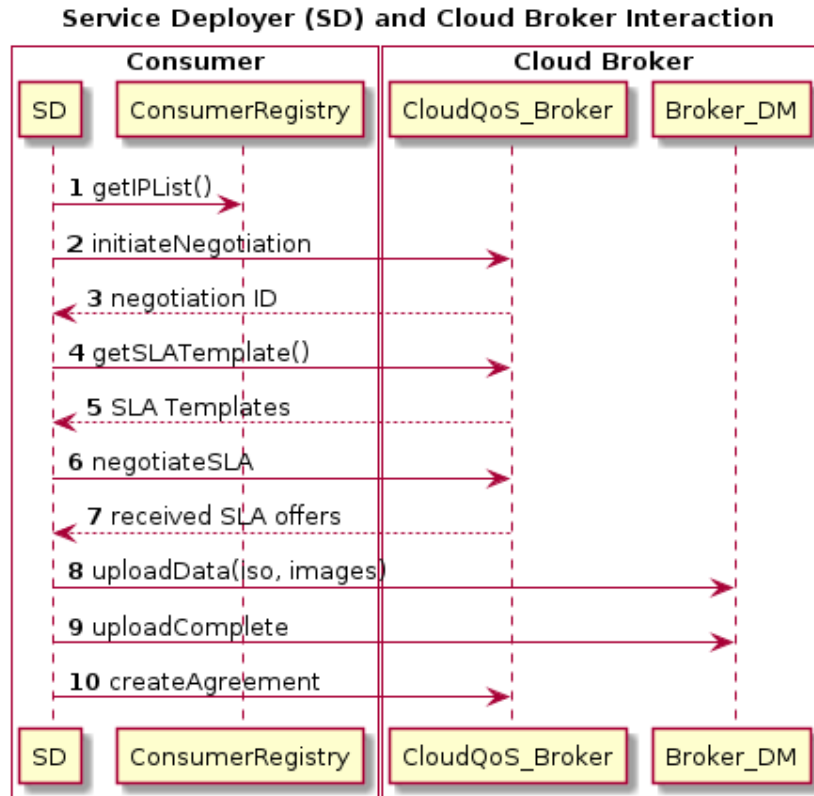 Service Deployer (SD) and Cloud Broker Interaction
Consumer Cloud Broker
SD ConsumerRegistry CloudQoS_Broker Broker_DM
1 getIPList()
2 initiateNegotiation
3 negotiation ID
4 getSLATemplate()
5 SLA Templates
6 negotiateSLA
7 received SLA offers
8 uploadData(iso, images)
9 uploadComplete
10 createAgreement
SD ConsumerRegistry CloudQoS_Broker Broker_DM